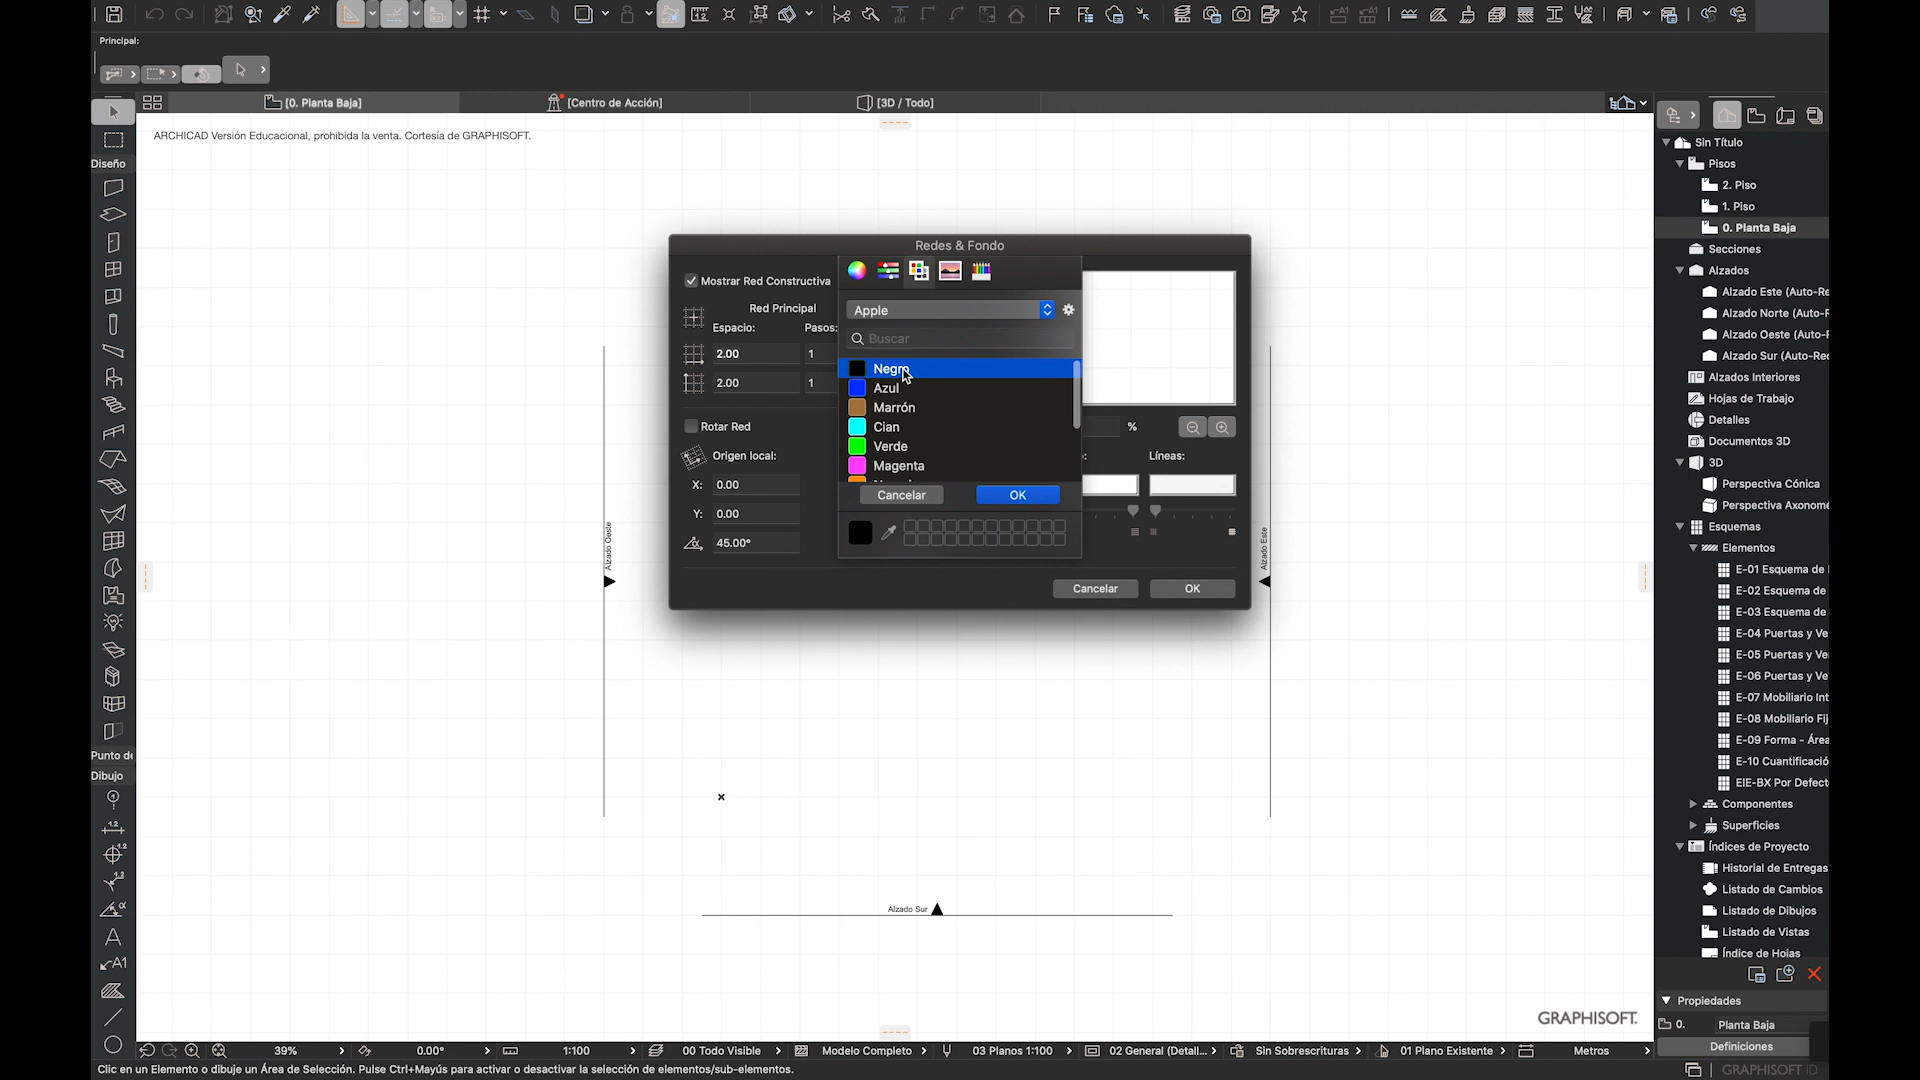 Principal:
[0. Planta Baja]
[Centro de Acción]
[3D / Todo]
ARCHICAD Versión Educacional, prohibida la venta. Cortesía de GRAPHISOFT.
Diseño
Punto de
Dibujo
Redes & Fondo
Mostrar Red Constructiva
Red Principal
Espacio:
Pasos:
2.00
1
2.00
1
Rotar Red
Origen local:
X:
0.00
Y:
0.00
45.00°
Apple
Buscar
Negro
Azul
Marrón
Cian
Verde
Magenta
Cancelar
OK
%
Líneas:
Cancelar
OK
Alzado Oeste
Alzado Este
Alzado Sur
GRAPHISOFT.
Sin Título
Pisos
2. Piso
1. Piso
0. Planta Baja
Secciones
Alzados
Alzado Este (Auto-Re
Alzado Norte (Auto-R
Alzado Oeste (Auto-
Alzado Sur (Auto-Rec
Alzados Interiores
Hojas de Trabajo
Detalles
Documentos 3D
3D
Perspectiva Cónica
Perspectiva Axonomé
Esquemas
Elementos
E-01 Esquema de
E-02 Esquema de
E-03 Esquema de
E-04 Puertas y Ve
E-05 Puertas y Ve
E-06 Puertas y Ve
E-07 Mobiliario Int
E-08 Mobiliario Fij
E-09 Forma - Área
E-10 Cuantificació
EIE-BX Por Defect
Componentes
Superficies
Índices de Proyecto
Historial de Entregas
Listado de Cambios
Listado de Dibujos
Listado de Vistas
Índice de Hojas
Propiedades
0.
Planta Baja
Definiciones
39%
0.00°
1:100
00 Todo Visible
Modelo Completo
03 Planos 1:100
02 General (Detall...
Sin Sobrescrituras
01 Plano Existente
Metros
Clic en un Elemento o dibuje un Área de Selección. Pulse Ctrl+Mayús para activar o desactivar la selección de elementos/sub-elementos.
GRAPHISOFT ID